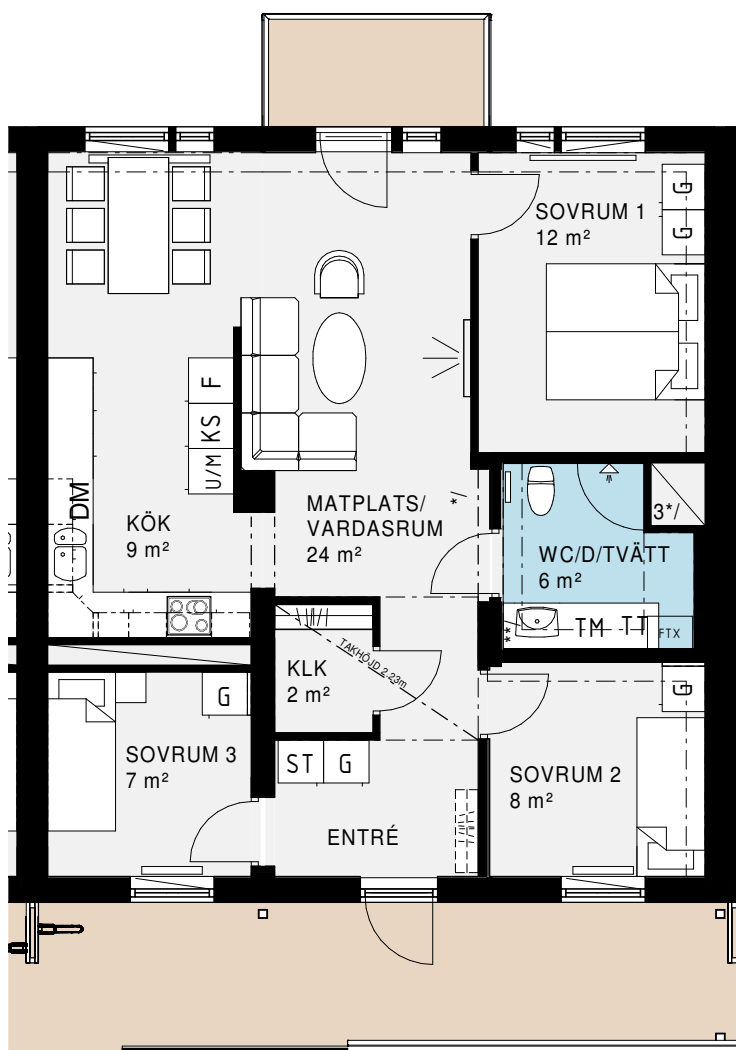 SOVRUM 1
12 m²
G
G
F
KS
U/M
DM
KÖK
9 m²
MATPLATS/
VARDASRUM
24 m²
*/
3*/
WC/D/TVÄTT
6 m²
**/
TM
TT
FTX
KLK
2 m²
TAKHÖJD 2.23m
G
SOVRUM 3
7 m²
G
ST
G
SOVRUM 2
8 m²
ENTRÉ